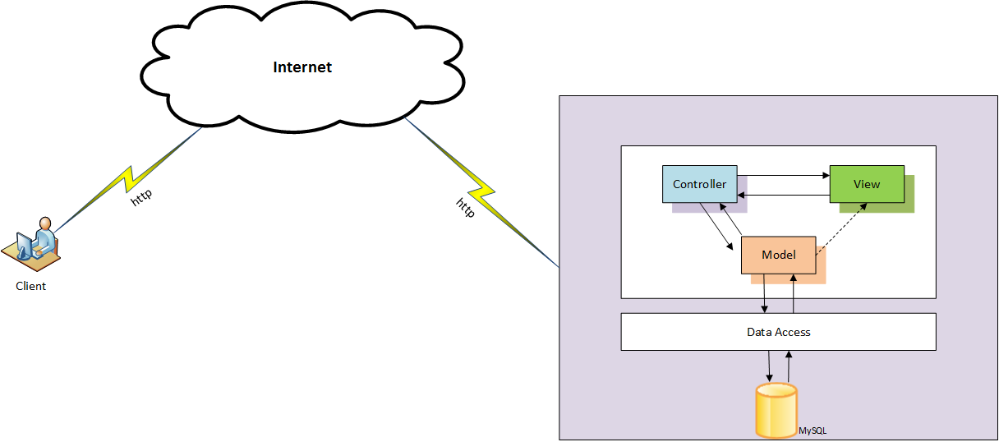 Internet
http
http
Client
Controller
View
Model
Data Access
MySQL